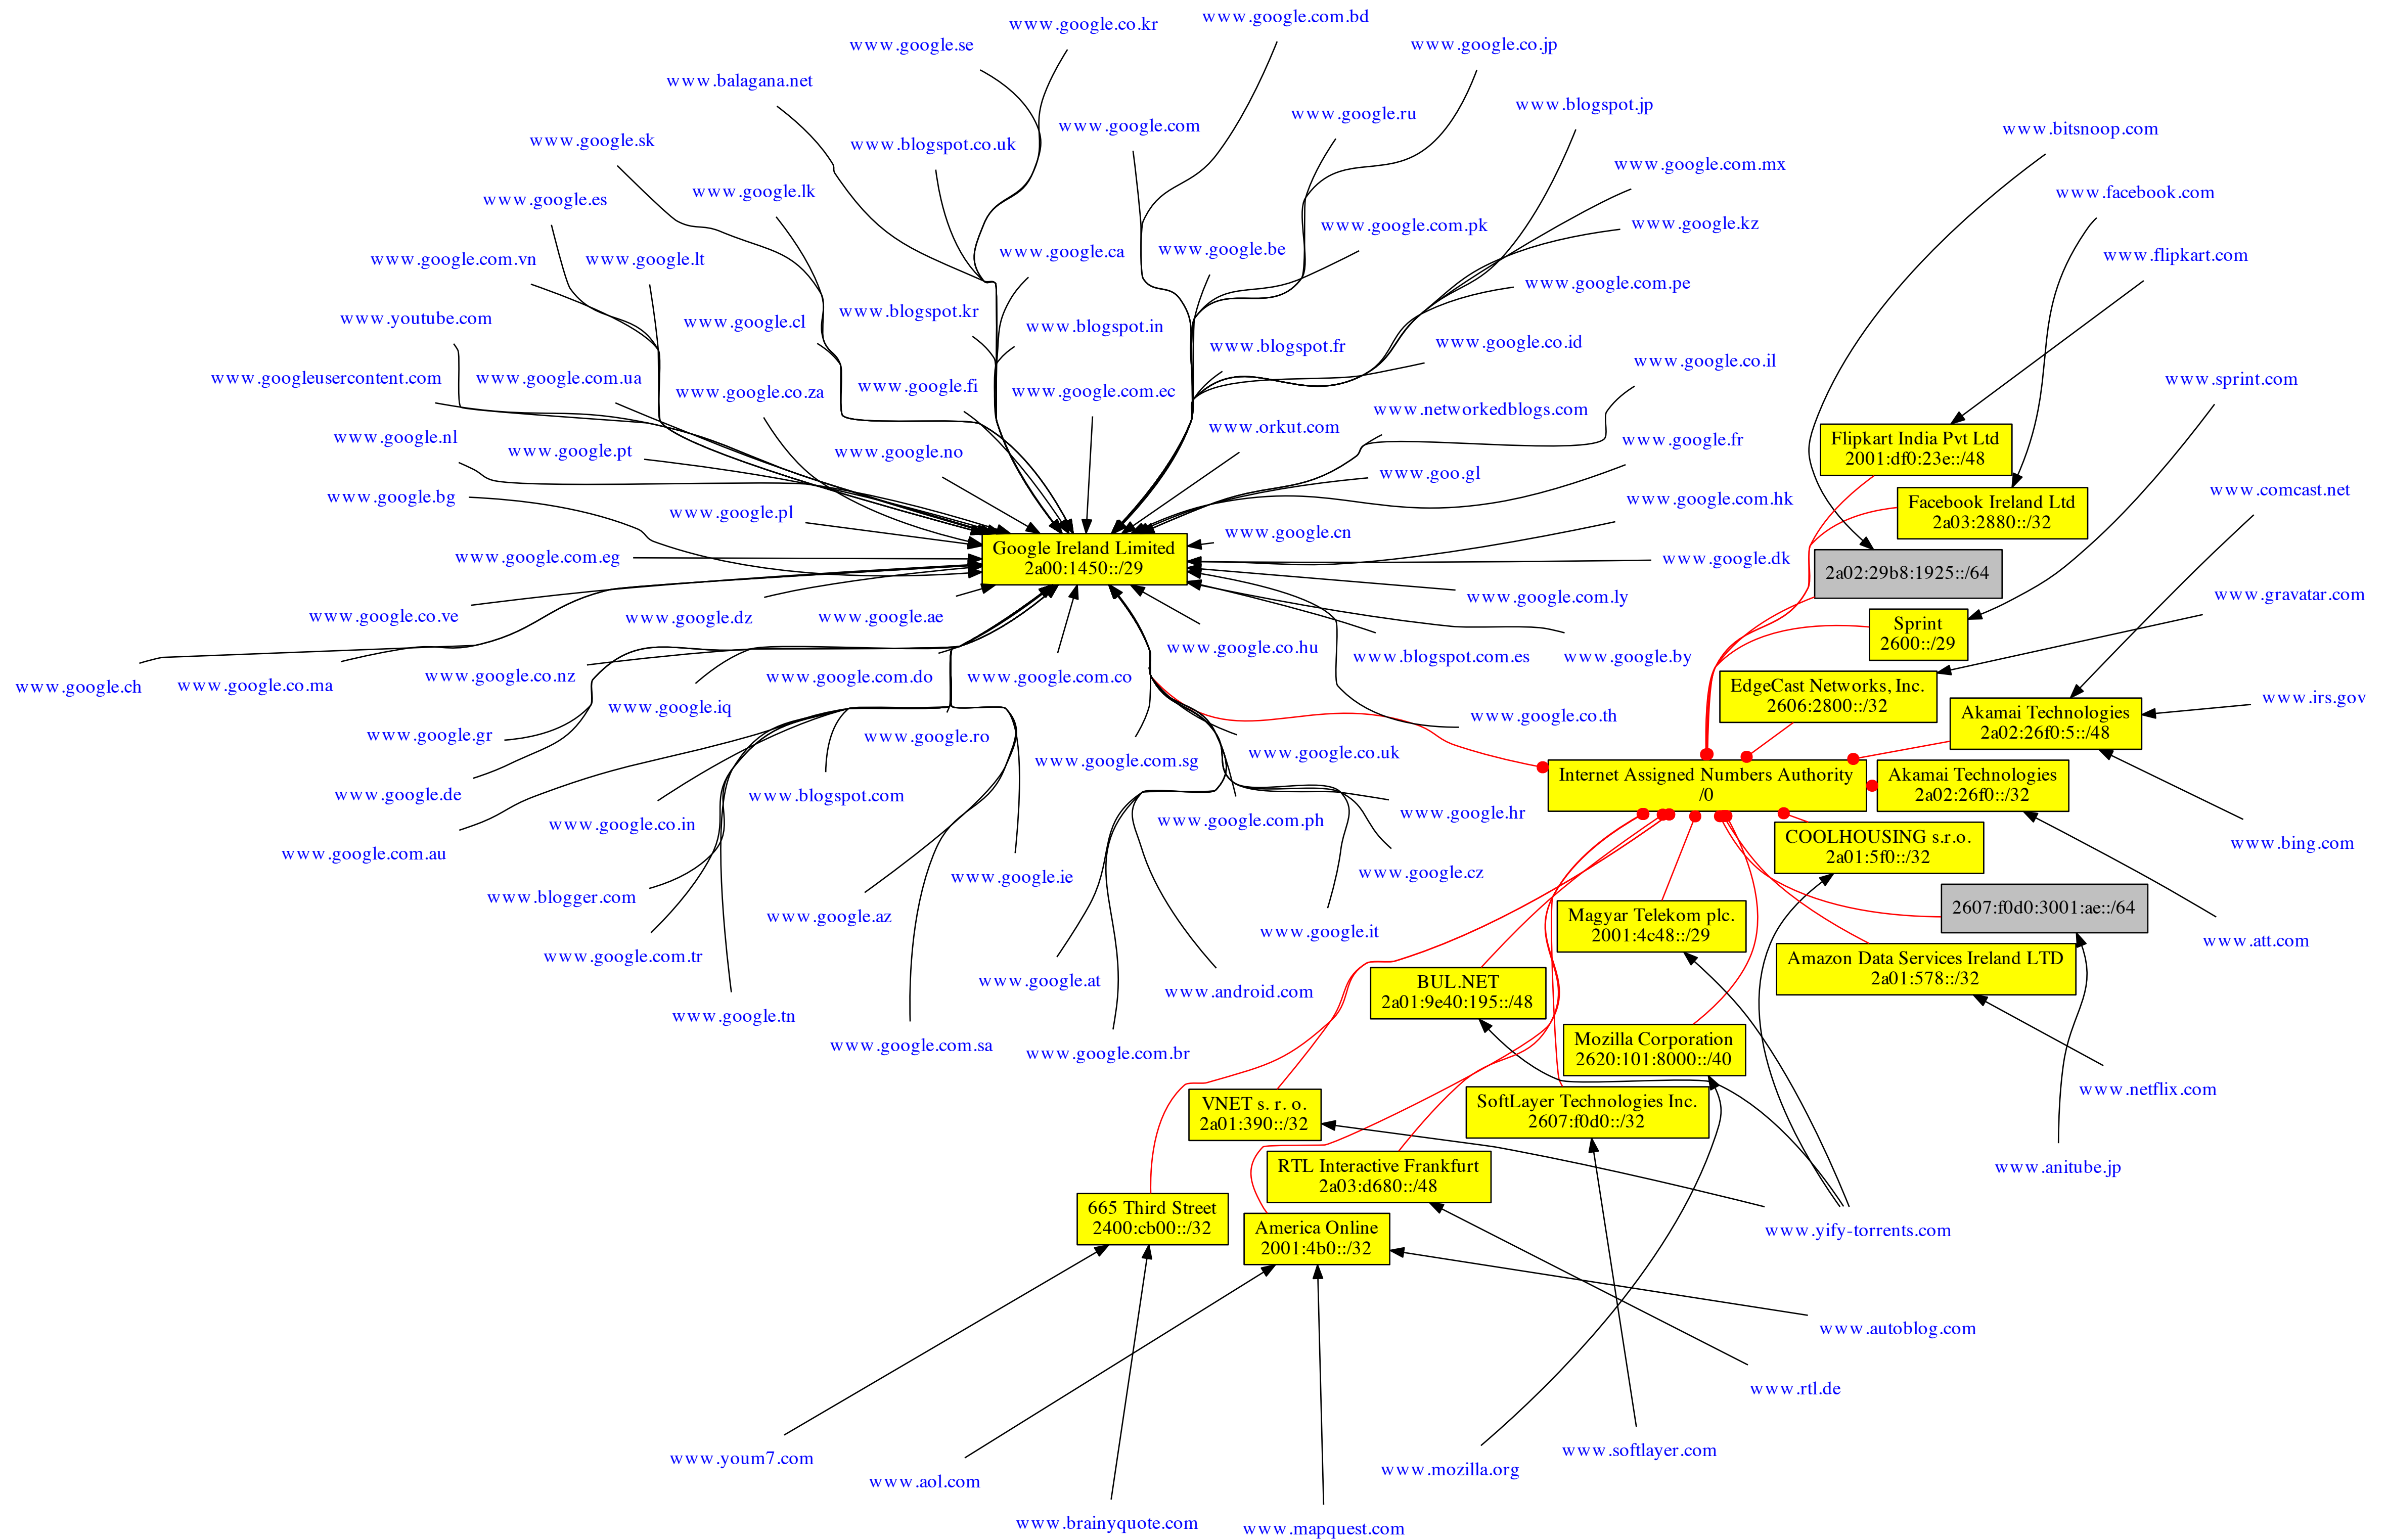 www.google.com.bd
www.google.co.kr
www.google.se
www.google.co.jp
www.balagana.net
www.blogspot.jp
www.google.ru
www.google.com
www.bitsnoop.com
www.google.sk
www.blogspot.co.uk
www.google.com.mx
www.google.lk
www.facebook.com
www.google.es
www.google.kz
www.google.com.pk
www.google.be
www.google.ca
www.flipkart.com
www.google.com.vn
www.google.lt
www.google.com.pe
www.blogspot.kr
www.youtube.com
www.google.cl
www.blogspot.in
www.google.co.id
www.blogspot.fr
www.google.co.il
www.googleusercontent.com
www.google.com.ua
www.sprint.com
www.google.fi
www.google.co.za
www.google.com.ec
www.networkedblogs.com
www.orkut.com
www.google.nl
www.google.fr
Flipkart India Pvt Ltd
2001:df0:23e::/48
www.google.pt
www.google.no
www.goo.gl
www.comcast.net
www.google.bg
www.google.com.hk
Facebook Ireland Ltd
2a03:2880::/32
www.google.pl
www.google.cn
Google Ireland Limited
2a00:1450::/29
www.google.com.eg
www.google.dk
2a02:29b8:1925::/64
www.gravatar.com
www.google.com.ly
www.google.co.ve
www.google.dz
www.google.ae
Sprint
2600::/29
www.google.co.hu
www.blogspot.com.es
www.google.by
www.google.ch
www.google.co.ma
www.google.co.nz
www.google.com.do
www.google.com.co
EdgeCast Networks, Inc.
2606:2800::/32
www.irs.gov
www.google.iq
www.google.co.th
Akamai Technologies
2a02:26f0:5::/48
www.google.gr
www.google.ro
www.google.co.uk
www.google.com.sg
Internet Assigned Numbers Authority
/0
Akamai Technologies
2a02:26f0::/32
www.google.de
www.blogspot.com
www.google.hr
www.google.co.in
www.google.com.ph
COOLHOUSING s.r.o.
2a01:5f0::/32
www.bing.com
www.google.com.au
www.google.cz
www.google.ie
www.blogger.com
2607:f0d0:3001:ae::/64
www.google.az
Magyar Telekom plc.
2001:4c48::/29
www.google.it
www.att.com
www.google.com.tr
Amazon Data Services Ireland LTD
2a01:578::/32
www.google.at
www.android.com
BUL.NET
2a01:9e40:195::/48
www.google.tn
www.google.com.sa
www.google.com.br
Mozilla Corporation
2620:101:8000::/40
www.netflix.com
VNET s. r. o.
2a01:390::/32
SoftLayer Technologies Inc.
2607:f0d0::/32
RTL Interactive Frankfurt
2a03:d680::/48
www.anitube.jp
665 Third Street
2400:cb00::/32
America Online
2001:4b0::/32
www.yify-torrents.com
www.autoblog.com
www.rtl.de
www.softlayer.com
www.youm7.com
www.mozilla.org
www.aol.com
www.brainyquote.com
www.mapquest.com